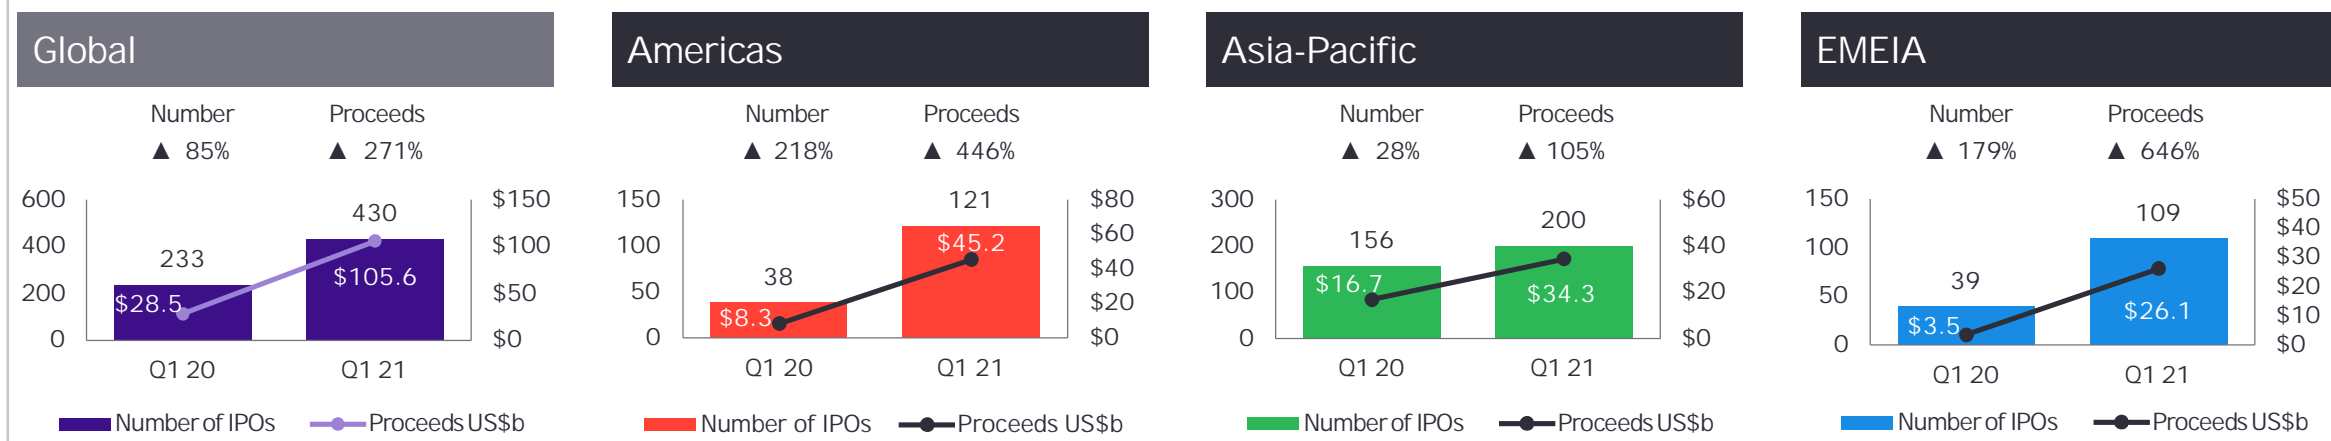 Global
Number Proceeds
▲ 85% ▲ 271%
600 $150
430
400 $100
233
$105.6
200 $28.5 $50
0 $0
Q1 20 Q1 21
Number of IPOs Proceeds US$b
Americas
Number Proceeds
▲ 218% ▲ 446%
150 121 $80
$45.2 $60
100
38 $40
50 $20
$8.3
0 $0
Q1 20 Q1 21
Number of IPOs Proceeds US$b
Asia-Pacific
Number Proceeds
▲ 28% ▲ 105%
300 $60
200
200 156 $40
$16.7 $34.3
100 $20
0 $0
Q1 20 Q1 21
Number of IPOs Proceeds US$b
EMEIA
Number Proceeds
▲ 179% ▲ 646%
150 $50
109 $40
100 $30
39 $20
50 $26.1 $10
$3.5
0 $0
Q1 20 Q1 21
Number of IPOs Proceeds US$b